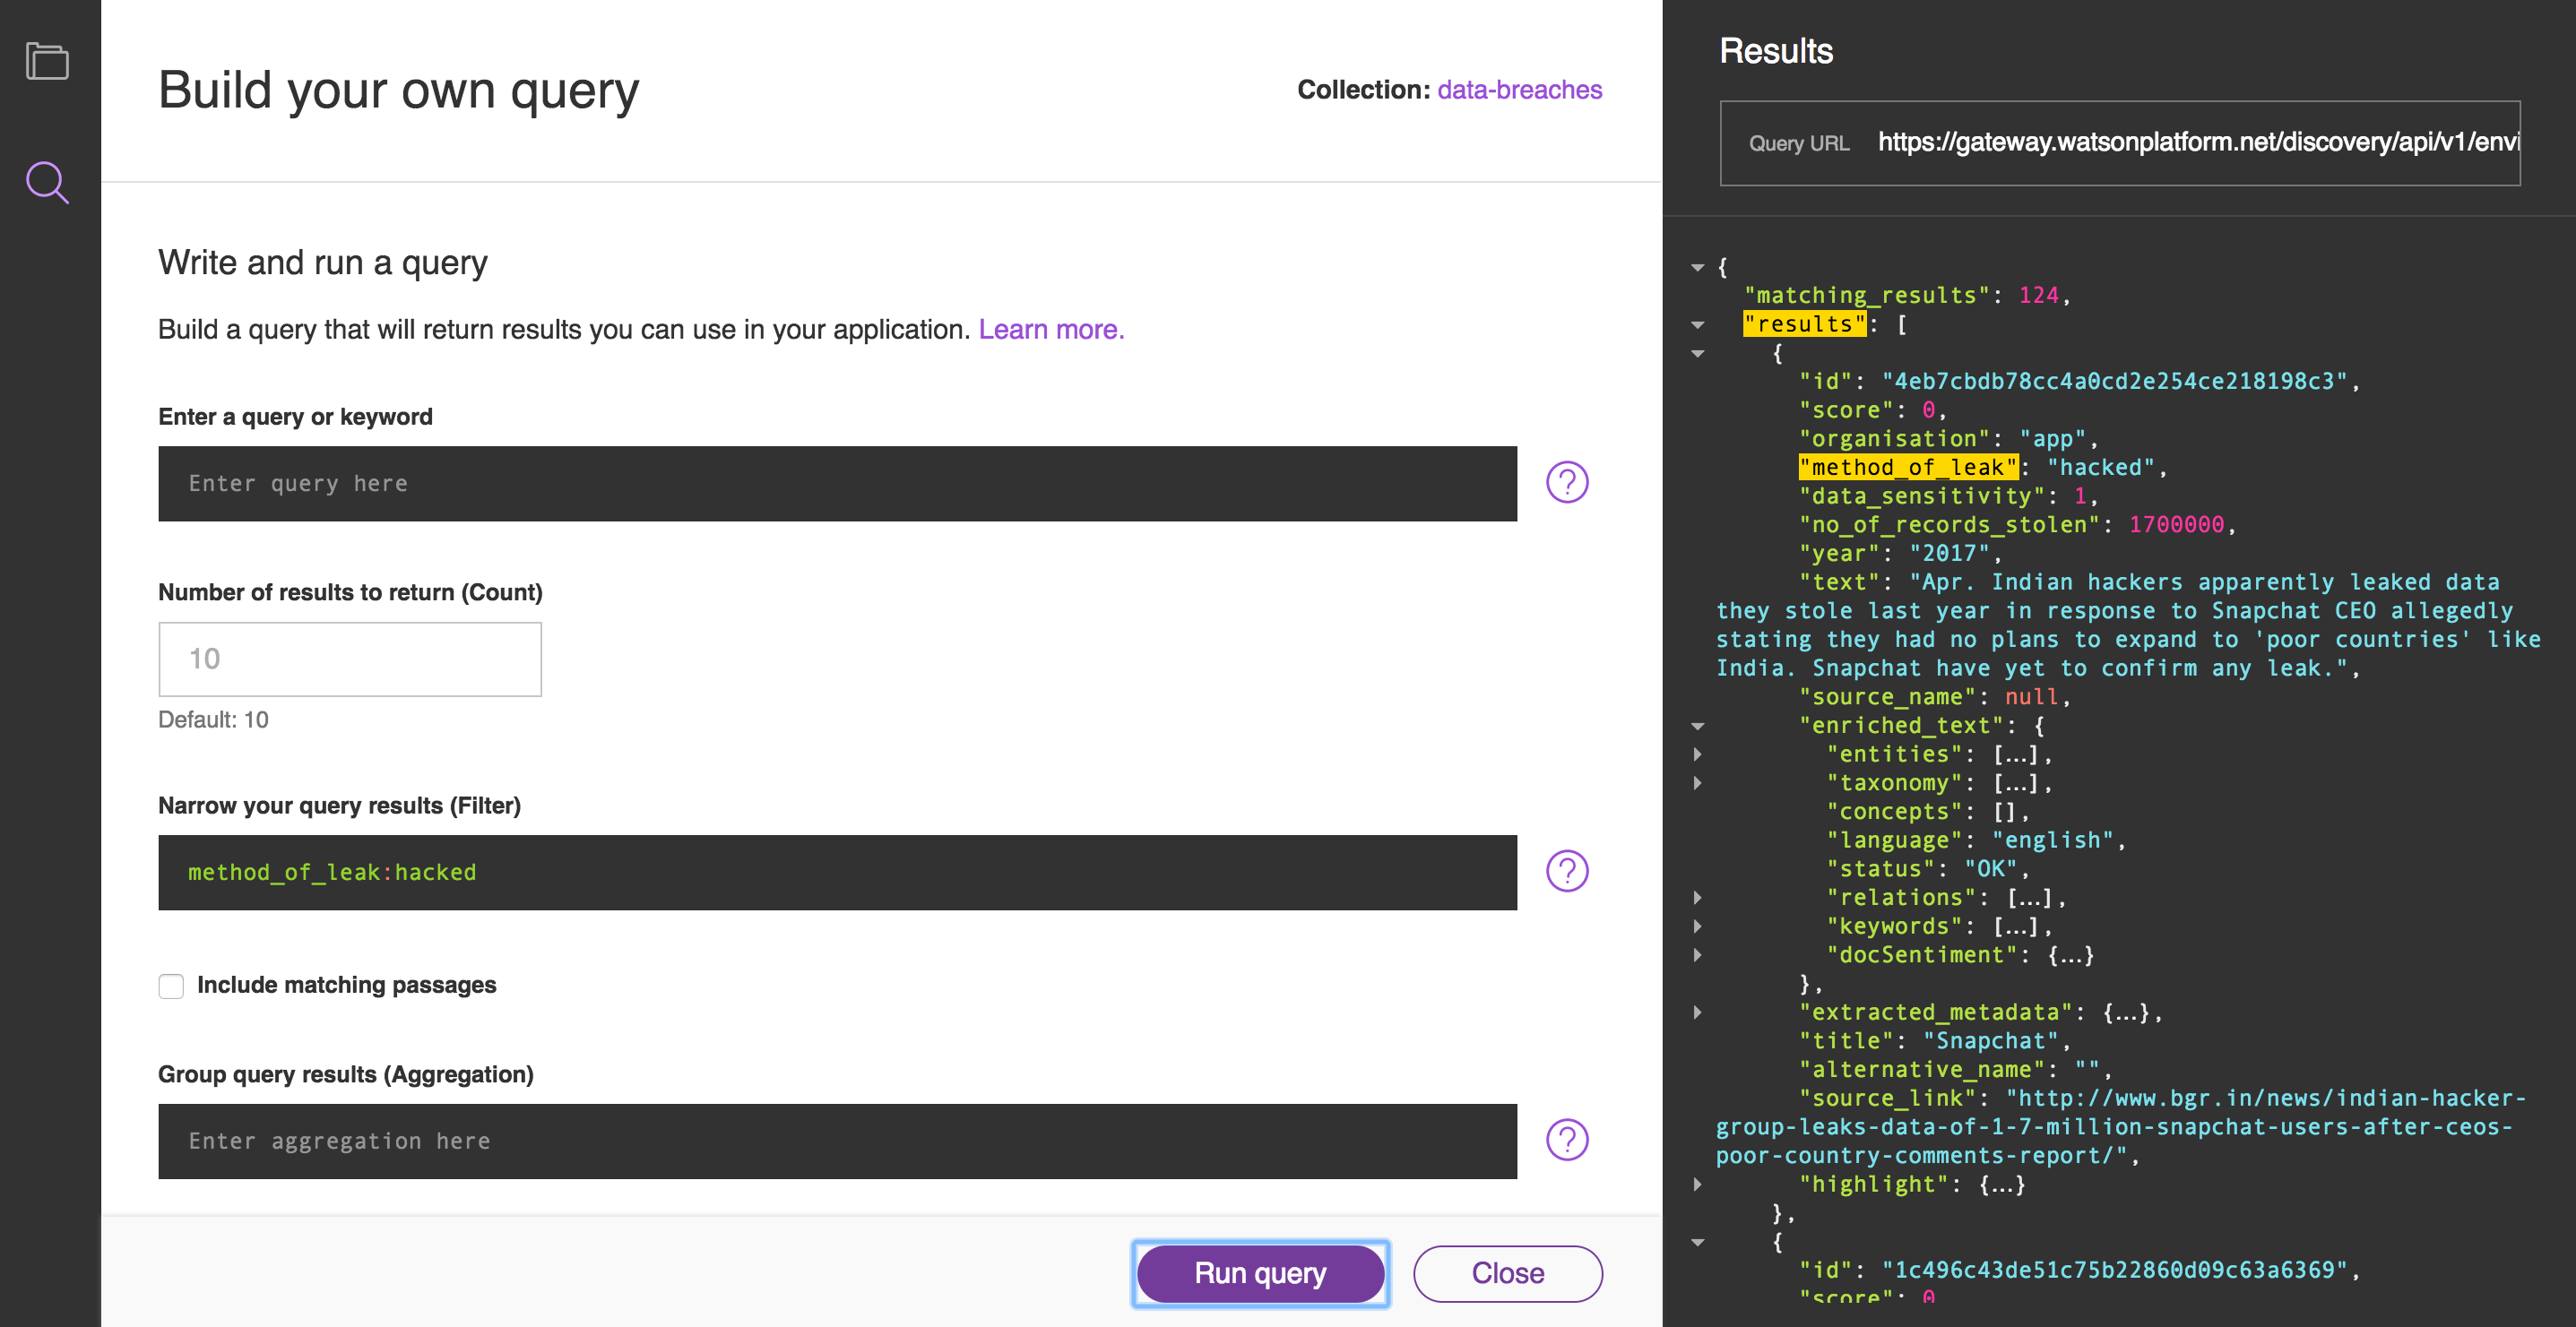 Build your own query
Collection: data-breaches
Write and run a query
Build a query that will return results you can use in your application. Learn more.
Enter a query or keyword
Enter query here
?
Number of results to return (Count)
10
Default: 10
Narrow your query results (Filter)
method_of_leak:hacked
?
Include matching passages
Group query results (Aggregation)
Enter aggregation here
?
Run query
Close
Results
Query URL https://gateway.watsonplatform.net/discovery/api/v1/envi
{
"matching_results": 124,
"results": [
{
"id": "4eb7cbdb78cc4a0cd2e254ce218198c3",
"score": 0,
"organisation": "app",
"method_of_leak": "hacked",
"data_sensitivity": 1,
"no_of_records_stolen": 1700000,
"year": "2017",
"text": "Apr. Indian hackers apparently leaked data
they stole last year in response to Snapchat CEO allegedly
stating they had no plans to expand to 'poor countries' like
India. Snapchat have yet to confirm any leak.",
"source_name": null,
"enriched_text": {
"entities": [...],
"taxonomy": [...],
"concepts": [],
"language": "english",
"status": "OK",
"relations": [...],
"keywords": [...],
"docSentiment": {...}
},
"extracted_metadata": {...},
"title": "Snapchat",
"alternative_name": "",
"source_link": "http://www.bgr.in/news/indian-hacker-
group-leaks-data-of-1-7-million-snapchat-users-after-ceos-
poor-country-comments-report/",
"highlight": {...}
},
{
"id": "1c496c43de51c75b22860d09c63a6369",
"score": 0